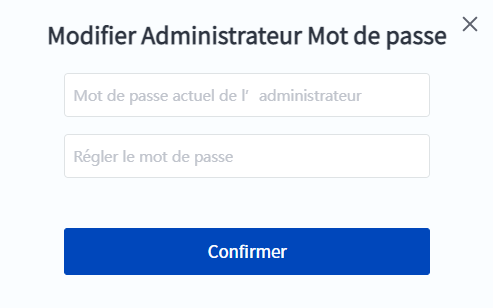 Modifier Administrateur Mot de passe
Mot de passe actuel de l’ administrateur
Régler le mot de passe
Confirmer